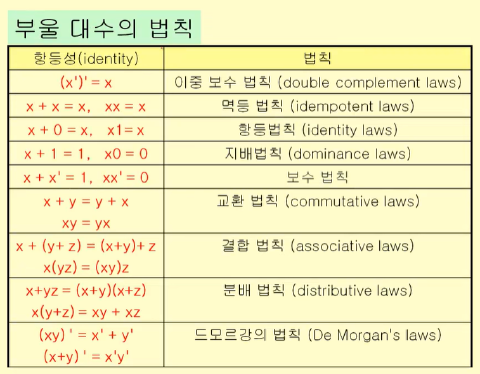 부울 대수의 법칙
항등성(identity) 법칙
(x')' = x 이중 보수 법칙 (double complement laws)
x + x = x, xx = x 멱등 법칙 (idempotent laws)
x + 0 = x, x1= x 항등법칙 (identity laws)
x + 1 = 1, x0 = 0 지배법칙 (dominance laws)
x + x' = 1, xx' = 0 보수 법칙
x + y = y + x 교환 법칙 (commutative laws)
xy = yx
x + (y+ z) = (x+y)+ z 결합 법칙 (associative laws)
x(yz) = (xy)z
x+yz = (x+y)(x+z) 분배 법칙 (distributive laws)
x(y+z) = xy + xz
(xy) ' = x' + y' 드모르강의 법칙 (De Morgan's laws)
(x+y) ' = x'y'